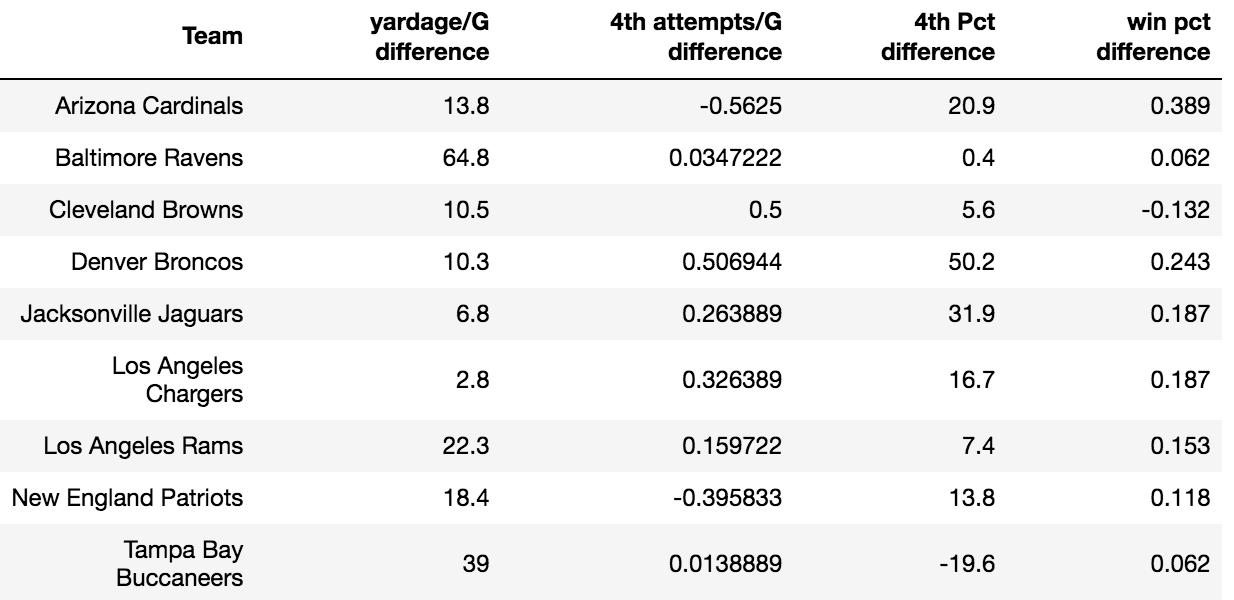 Team yardage/G difference 4th attempts/G difference 4th Pct difference win pct difference
Arizona Cardinals 13.8 -0.5625 20.9 0.389
Baltimore Ravens 64.8 0.0347222 0.4 0.062
Cleveland Browns 10.5 0.5 5.6 -0.132
Denver Broncos 10.3 0.506944 50.2 0.243
Jacksonville Jaguars 6.8 0.263889 31.9 0.187
Los Angeles Chargers 2.8 0.326389 16.7 0.187
Los Angeles Rams 22.3 0.159722 7.4 0.153
New England Patriots 18.4 -0.395833 13.8 0.118
Tampa Bay Buccaneers 39 0.0138889 -19.6 0.062